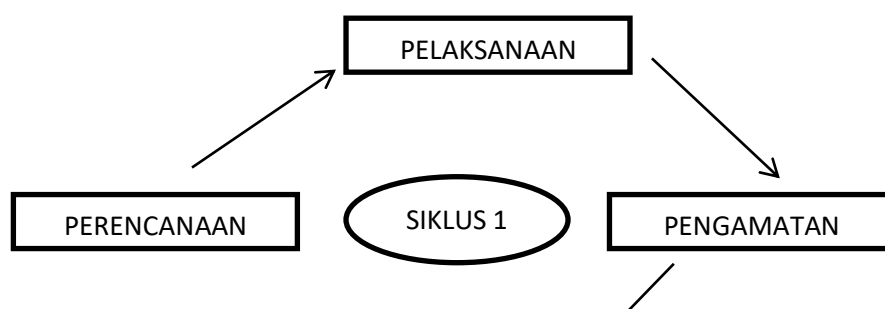 PELAKSANAAN
PERENCANAAN
SIKLUS 1
PENGAMATAN